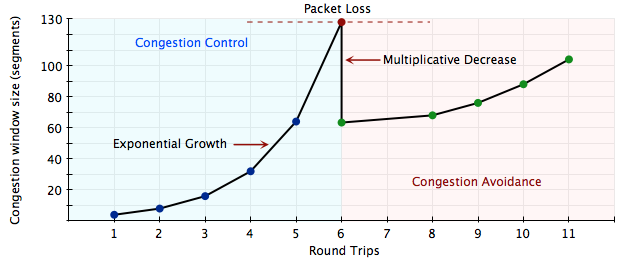 Packet Loss
130
Congestion Control
100
Multiplicative Decrease
80
60
Exponential Growth
40
Congestion Avoidance
20
Congestion window size (segments)
1 2 3 4 5 6 7 8 9 10 11
Round Trips